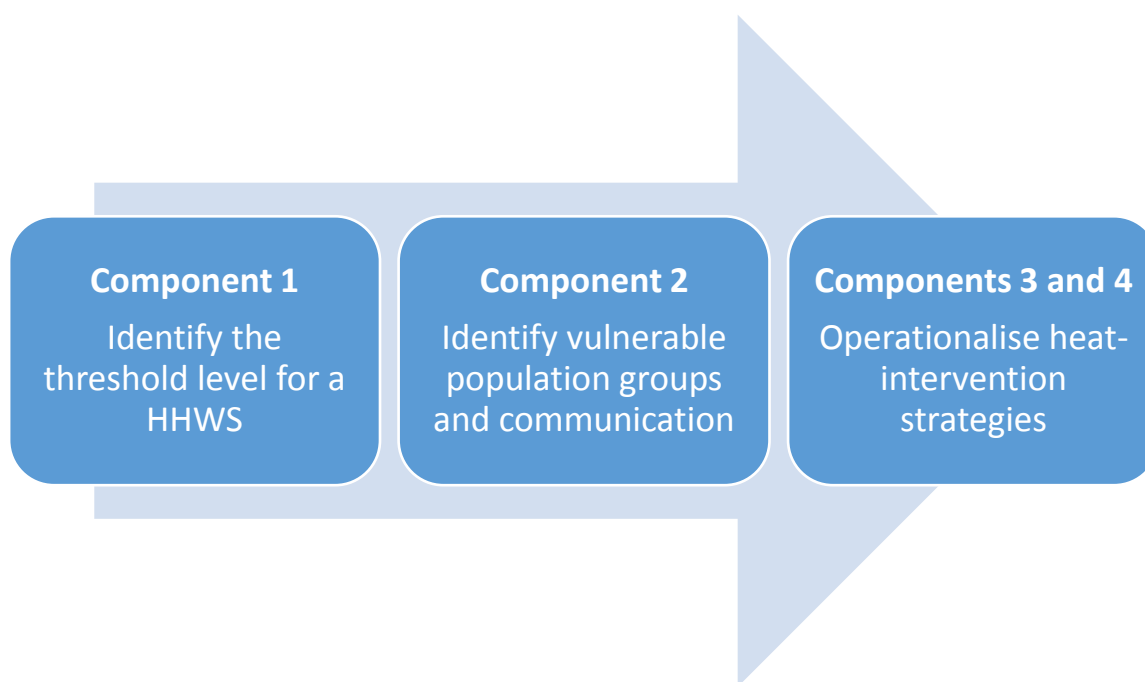 Component 1
Identify the
threshold level for a
HHWS
Component 2
Identify vulnerable
population groups
and communication
Components 3 and 4
Operationalise heat-
intervention
strategies